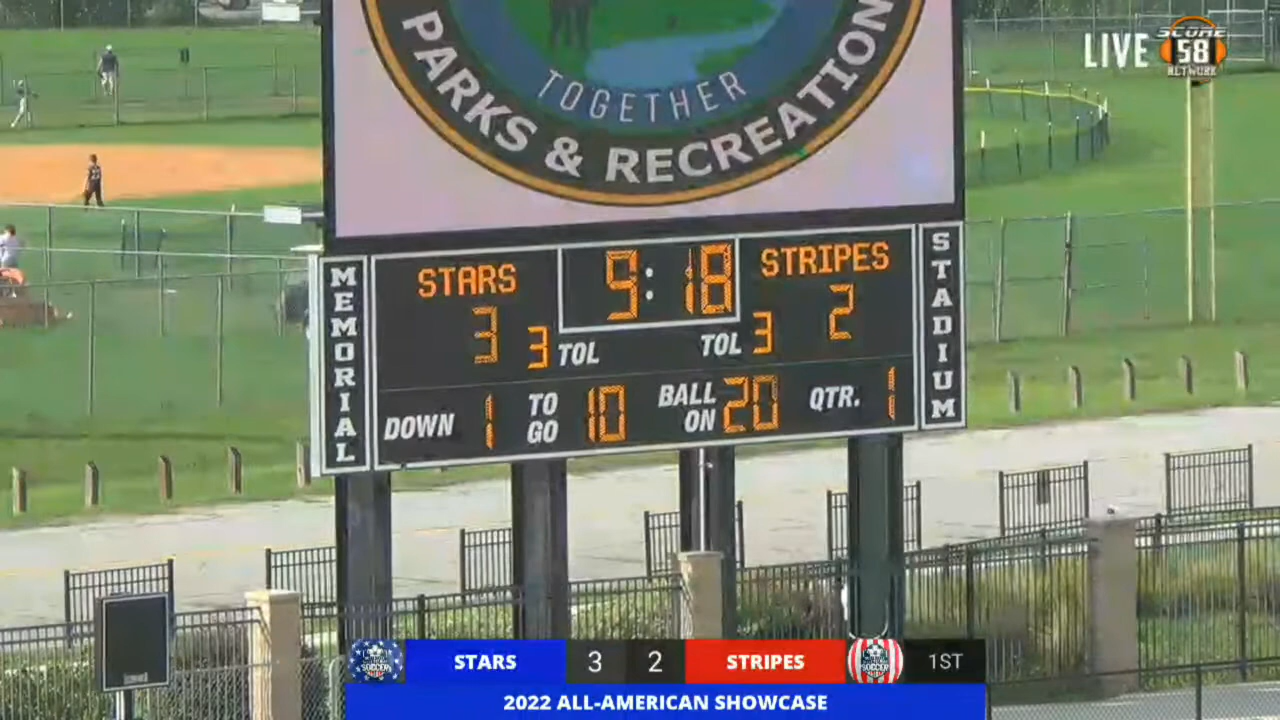 TOGETHER
PARKS & RECREATION
LIVE
SCORE
58
NETWORK
MEMORIAL
STADIUM
STARS 9:18 STRIPES
3 3 TOL TOL 3 2
DOWN 1 TO GO 10 BALL ON 20 QTR. 1
STARS 3 2 STRIPES 1ST
SOCCER
SOCCER
2022 ALL-AMERICAN SHOWCASE